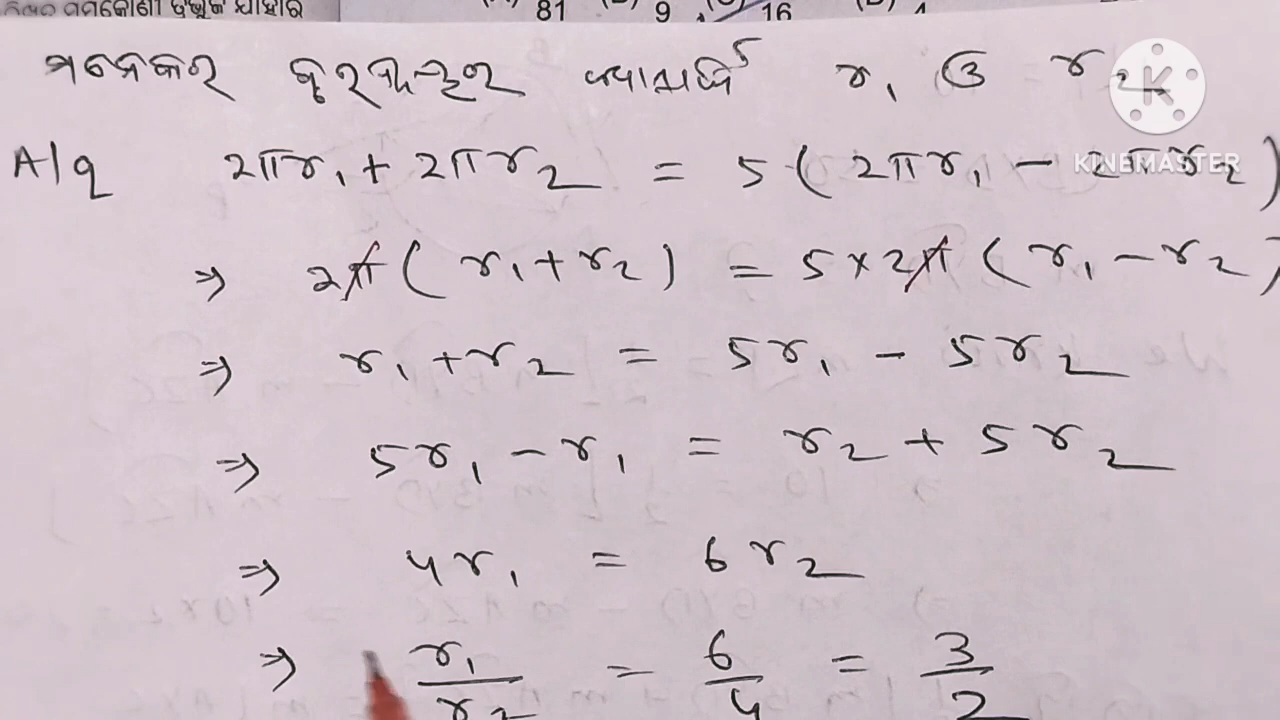 ସମକୋଣୀ ତ୍ରିଭୁଜ ଯାହାର
81 9 16
ମନେକର ବୃତ୍ତଦ୍ୱୟର ବ୍ୟାସାର୍ଦ୍ଧ r₁ ଓ r₂
K
A/q 2πr₁ + 2πr₂ = 5 (2πr₁ - 2πr₂)
KINEMASTER
⇒ 2π (r₁+r₂) = 5 × 2π (r₁ - r₂)
⇒ r₁ + r₂ = 5r₁ - 5r₂
⇒ 5r₁ - r₁ = r₂ + 5r₂
⇒ 4r₁ = 6r₂
⇒ r₁/r₂ = 6/4 = 3/2